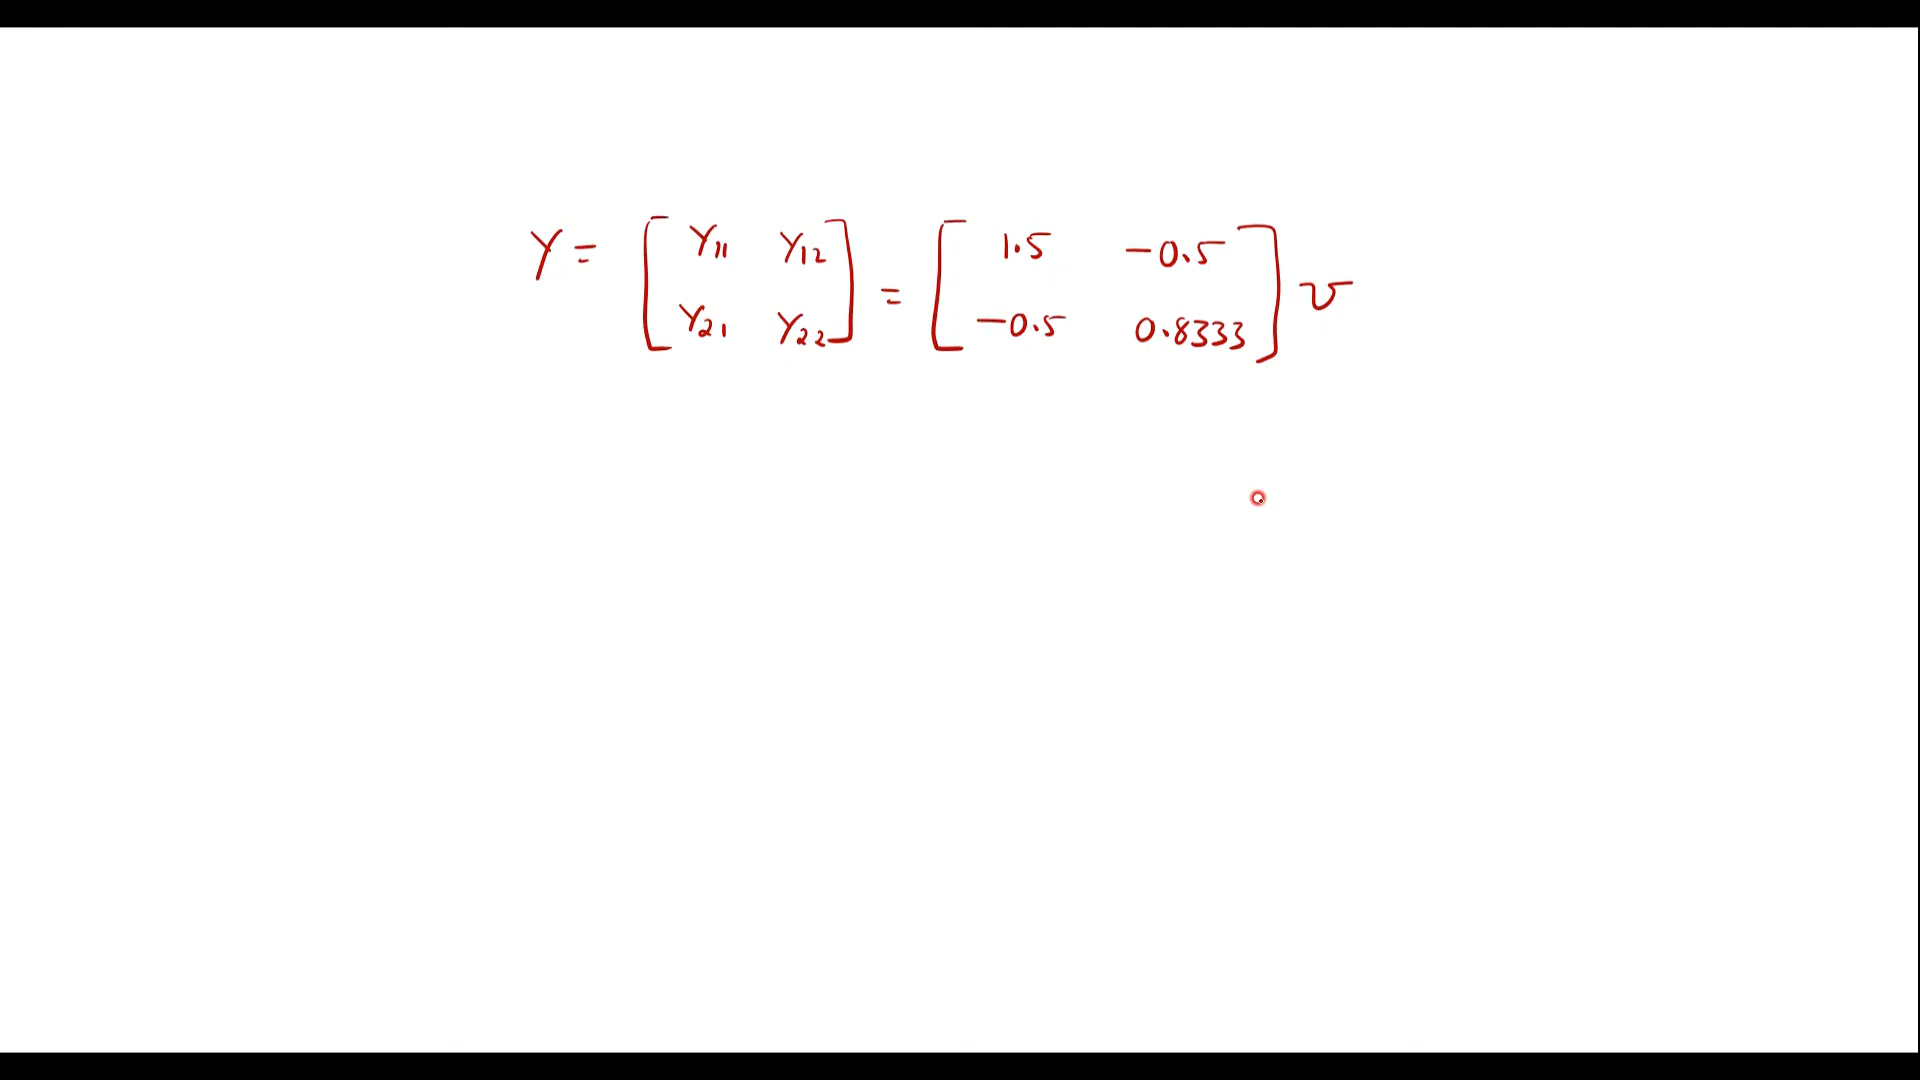 Y = [ Y11 Y12 ] = [ 1.5 -0.5 ] ʊ
[ Y21 Y22 ] [ -0.5 0.8333 ]